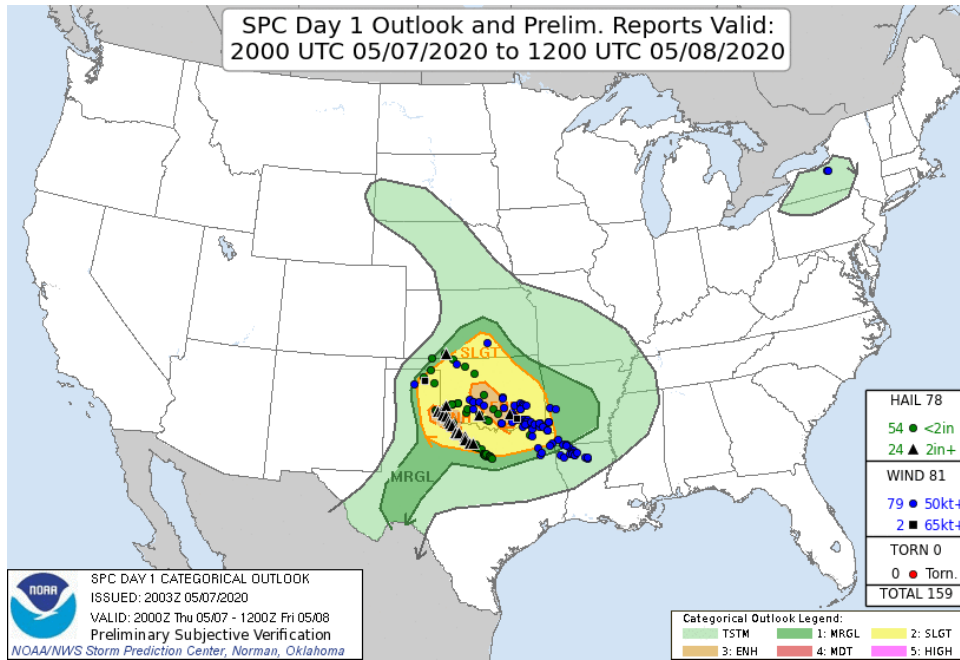 SPC Day 1 Outlook and Prelim. Reports Valid:
2000 UTC 05/07/2020 to 1200 UTC 05/08/2020
SLGT
MRGL
HAIL 78
54 <2in
24 2in+
WIND 81
79 50kt+
2 65kt+
TORN 0
0 Torn.
TOTAL 159
NOAA
SPC DAY 1 CATEGORICAL OUTLOOK
ISSUED: 2003Z 05/07/2020
VALID: 2000Z Thu 05/07 - 1200Z Fri 05/08
Preliminary Subjective Verification
NOAA/NWS Storm Prediction Center, Norman, Oklahoma
Categorical Outlook Legend:
TSTM 1: MRGL 2: SLGT
3: ENH 4: MDT 5: HIGH